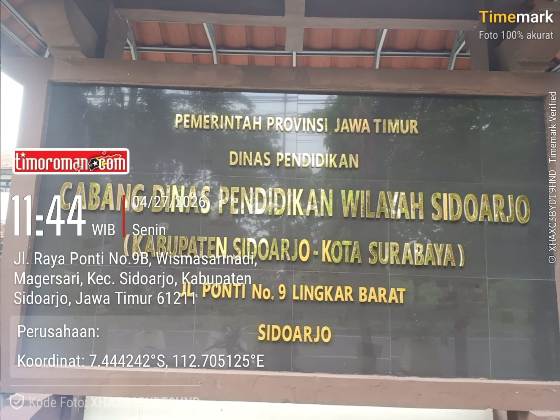 Timemark
Foto 100% akurat
PEMERINTAH PROVINSI JAWA TIMUR
DINAS PENDIDIKAN
timoroman.com
CABANG DINAS PENDIDIKAN WILAYAH SIDOARJO
11:44 WIB
04/27/2026
Senin
(KABUPATEN SIDOARJO - KOTA SURABAYA)
Jl. Raya Ponti No.9B, Wismasarinadi,
Magersari, Kec. Sidoarjo, Kabupaten
Sidoarjo, Jawa Timur 61211
JL. PONTI No. 9 LINGKAR BARAT
SIDOARJO
Perusahaan:
Koordinat: 7.444242°S, 112.705125°E
Kode Foto:
Timemark Verified